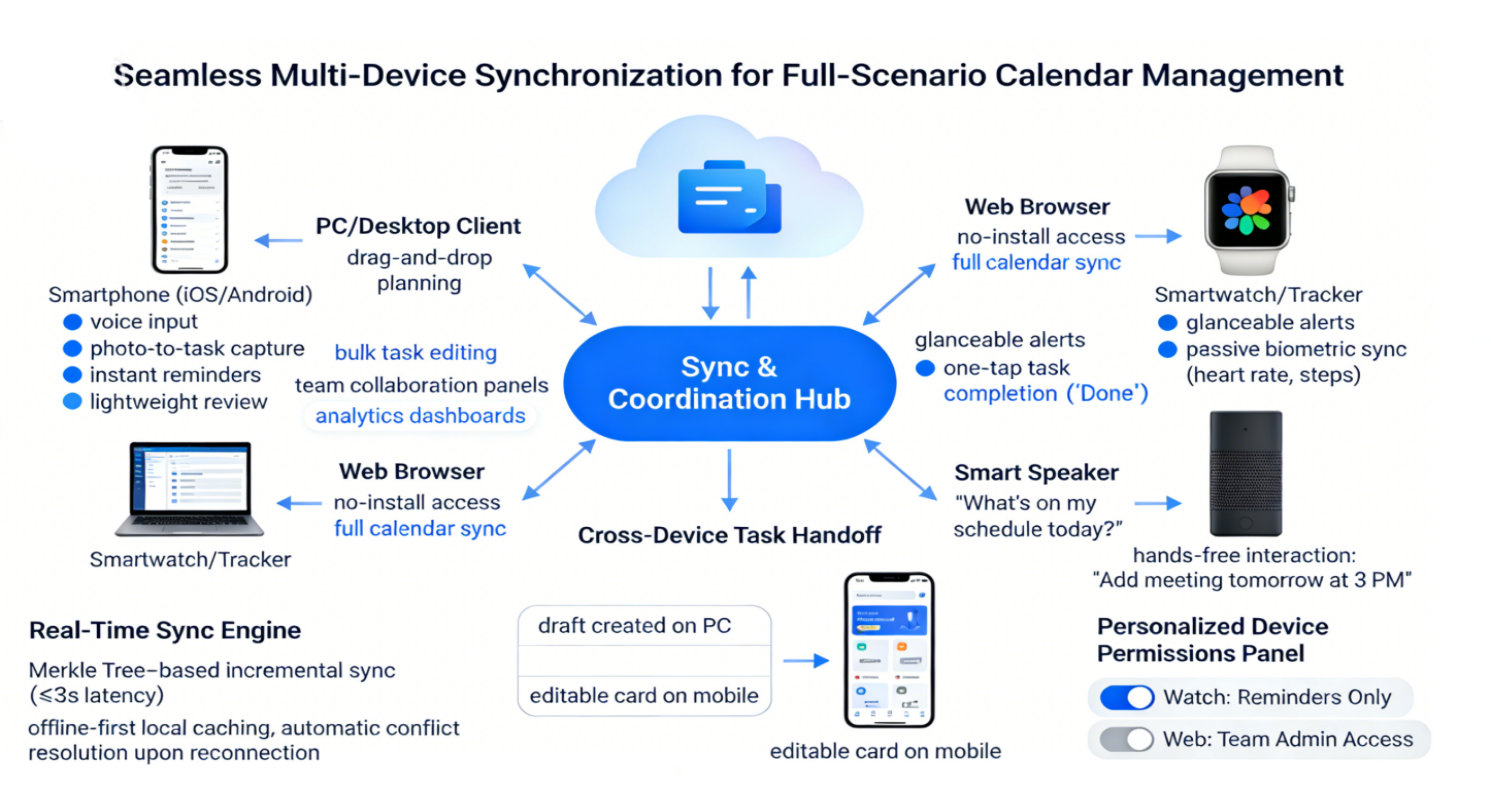 Seamless Multi-Device Synchronization for Full-Scenario Calendar Management
PC/Desktop Client
drag-and-drop
planning
Smartphone (iOS/Android)
voice input
photo-to-task capture
instant reminders
lightweight review
bulk task editing
team collaboration panels
analytics dashboards
Sync &
Coordination Hub
Web Browser
no-install access
full calendar sync
Smartwatch/Tracker
glanceable alerts
passive biometric sync
(heart rate, steps)
glanceable alerts
one-tap task
completion ('Done')
Web Browser
no-install access
full calendar sync
Smartwatch/Tracker
Cross-Device Task Handoff
Smart Speaker
"What's on my
schedule today?"
hands-free interaction:
"Add meeting tomorrow at 3 PM"
Real-Time Sync Engine
Merkle Tree–based incremental sync
(≤3s latency)
offline-first local caching, automatic conflict
resolution upon reconnection
draft created on PC
editable card on mobile
editable card on mobile
Personalized Device
Permissions Panel
Watch: Reminders Only
Web: Team Admin Access